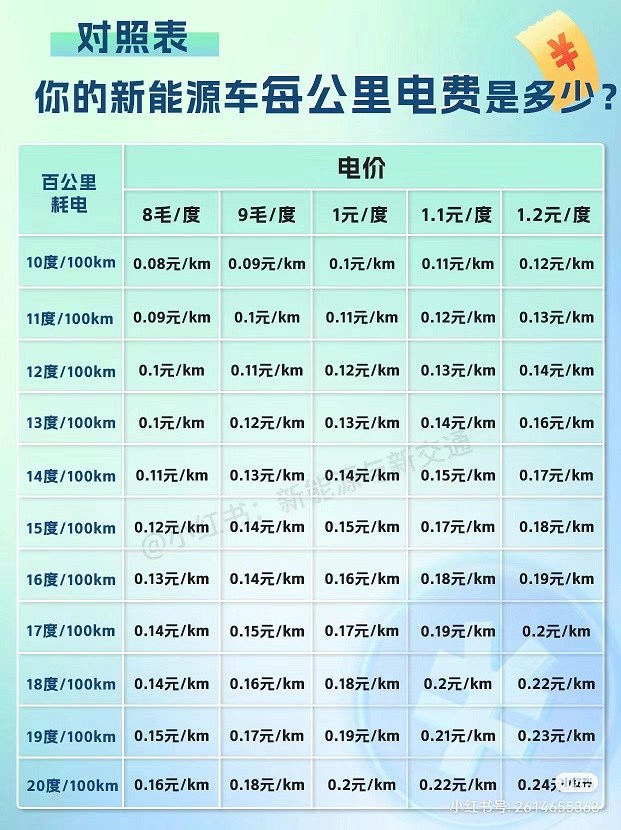 对照表
你的新能源车每公里电费是多少?
百公里耗电 电价
8毛/度 9毛/度 1元/度 1.1元/度 1.2元/度
10度/100km 0.08元/km 0.09元/km 0.1元/km 0.11元/km 0.12元/km
11度/100km 0.09元/km 0.1元/km 0.11元/km 0.12元/km 0.13元/km
12度/100km 0.1元/km 0.11元/km 0.12元/km 0.13元/km 0.14元/km
13度/100km 0.1元/km 0.12元/km 0.13元/km 0.14元/km 0.16元/km
14度/100km 0.11元/km 0.13元/km 0.14元/km 0.15元/km 0.17元/km
15度/100km 0.12元/km 0.14元/km 0.15元/km 0.17元/km 0.18元/km
16度/100km 0.13元/km 0.14元/km 0.16元/km 0.18元/km 0.19元/km
17度/100km 0.14元/km 0.15元/km 0.17元/km 0.19元/km 0.2元/km
18度/100km 0.14元/km 0.16元/km 0.18元/km 0.2元/km 0.22元/km
19度/100km 0.15元/km 0.17元/km 0.19元/km 0.21元/km 0.23元/km
20度/100km 0.16元/km 0.18元/km 0.2元/km 0.22元/km 0.24元
@小红书：新能源与新交通
小红书
小红书号 2614655363